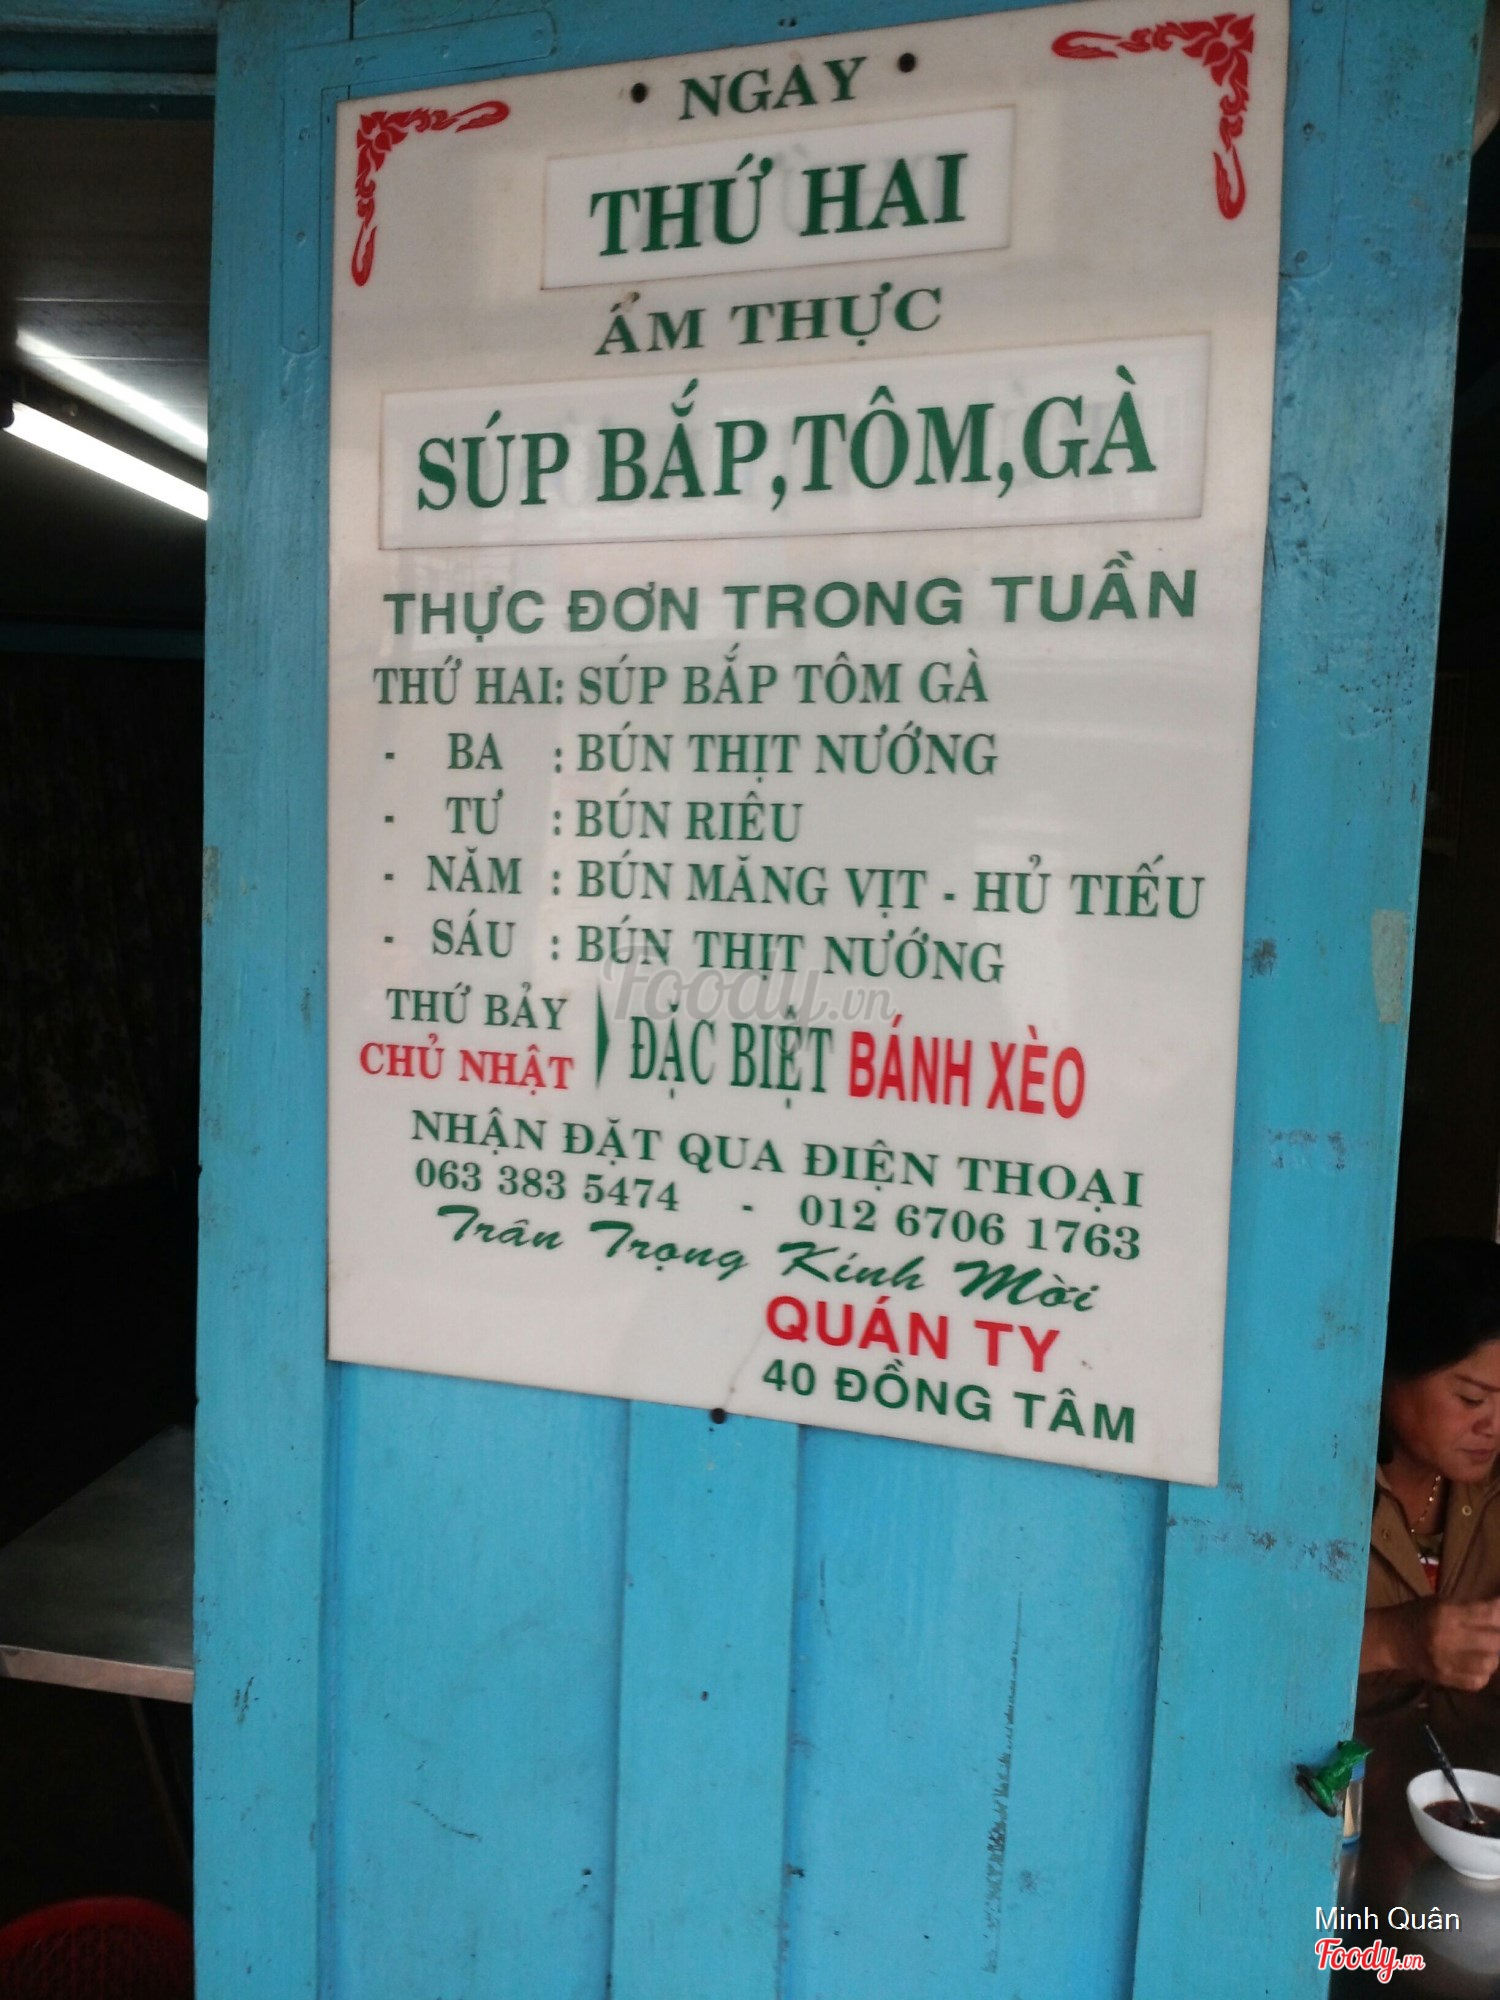 NGAY
THỨ HAI
ẨM THỰC
SÚP BẮP,TÔM,GÀ
THỰC ĐƠN TRONG TUẦN
THỨ HAI: SÚP BẮP TÔM GÀ
- BA : BÚN THỊT NƯỚNG
- TƯ : BÚN RIÊU
- NĂM : BÚN MĂNG VỊT - HỦ TIẾU
- SÁU : BÚN THỊT NƯỚNG
Foody.vn
THỨ BẢY
CHỦ NHẬT
ĐẶC BIỆT BÁNH XÈO
NHẬN ĐẶT QUA ĐIỆN THOẠI
063 383 5474 - 012 6706 1763
Trân Trọng Kính Mời
QUÁN TY
40 ĐỒNG TÂM
Minh Quân
Foody.vn